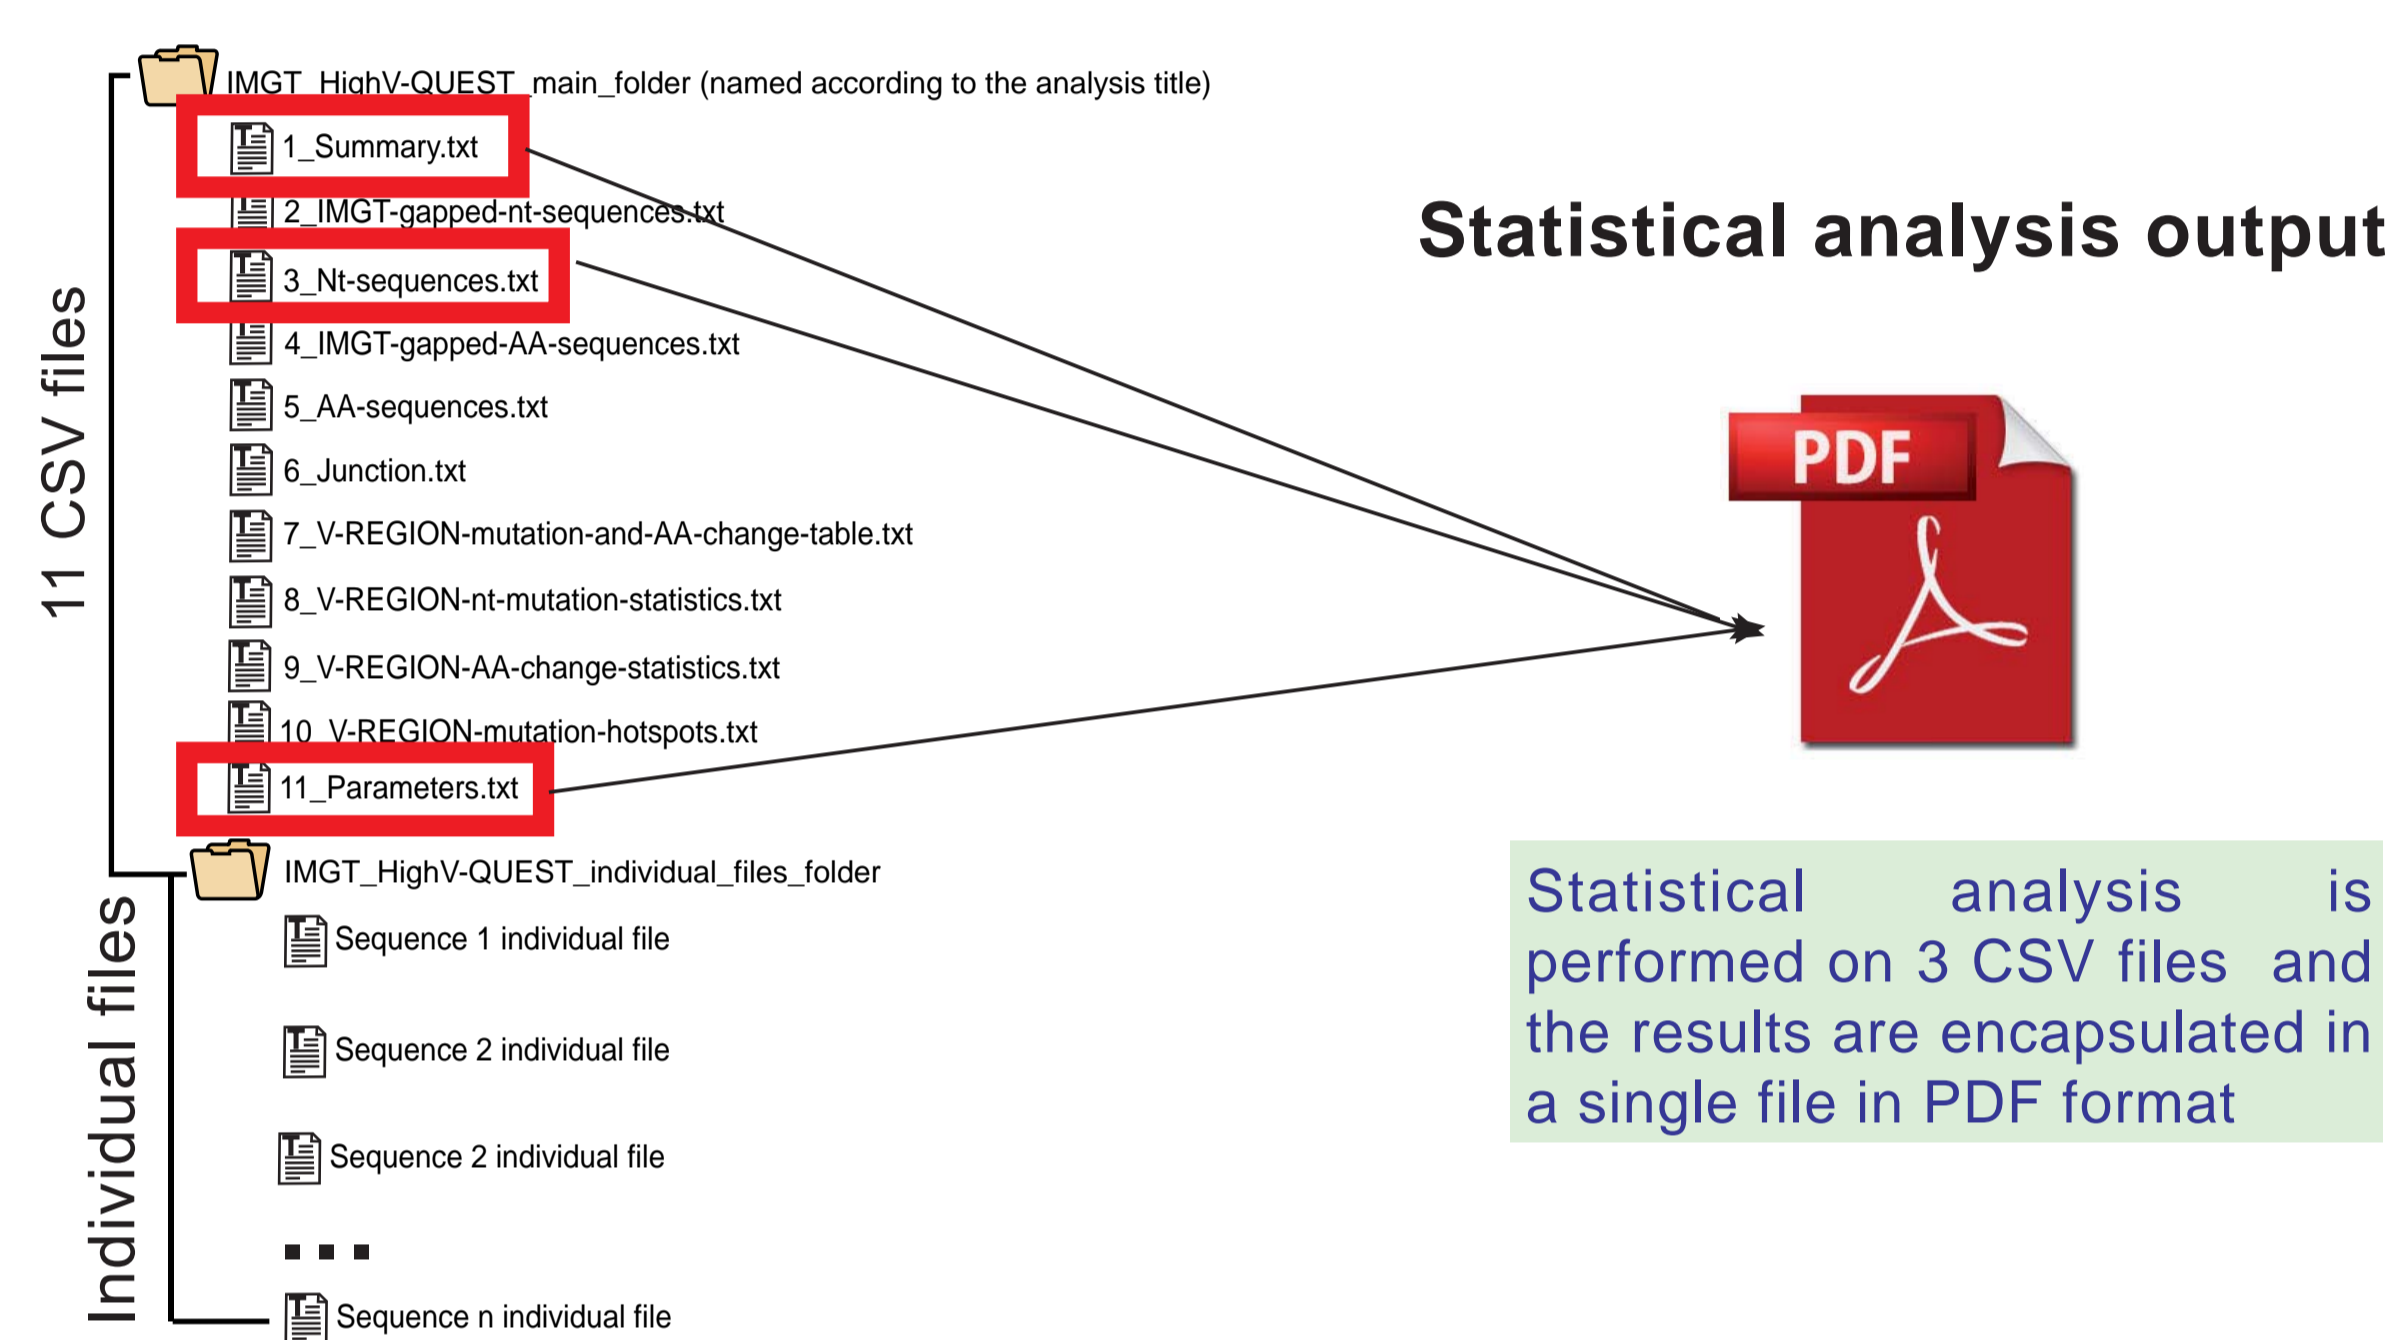 11 CSV files
IMGT_HighV-QUEST_main_folder (named according to the analysis title)
1_Summary.txt
2_IMGT-gapped-nt-sequences.txt
3_Nt-sequences.txt
4_IMGT-gapped-AA-sequences.txt
5_AA-sequences.txt
6_Junction.txt
7_V-REGION-mutation-and-AA-change-table.txt
8_V-REGION-nt-mutation-statistics.txt
9_V-REGION-AA-change-statistics.txt
10_V-REGION-mutation-hotspots.txt
11_Parameters.txt
Individual files
IMGT_HighV-QUEST_individual_files_folder
Sequence 1 individual file
Sequence 2 individual file
Sequence 2 individual file
...
Sequence n individual file
Statistical analysis output
PDF
Statistical analysis is
performed on 3 CSV files and
the results are encapsulated in
a single file in PDF format